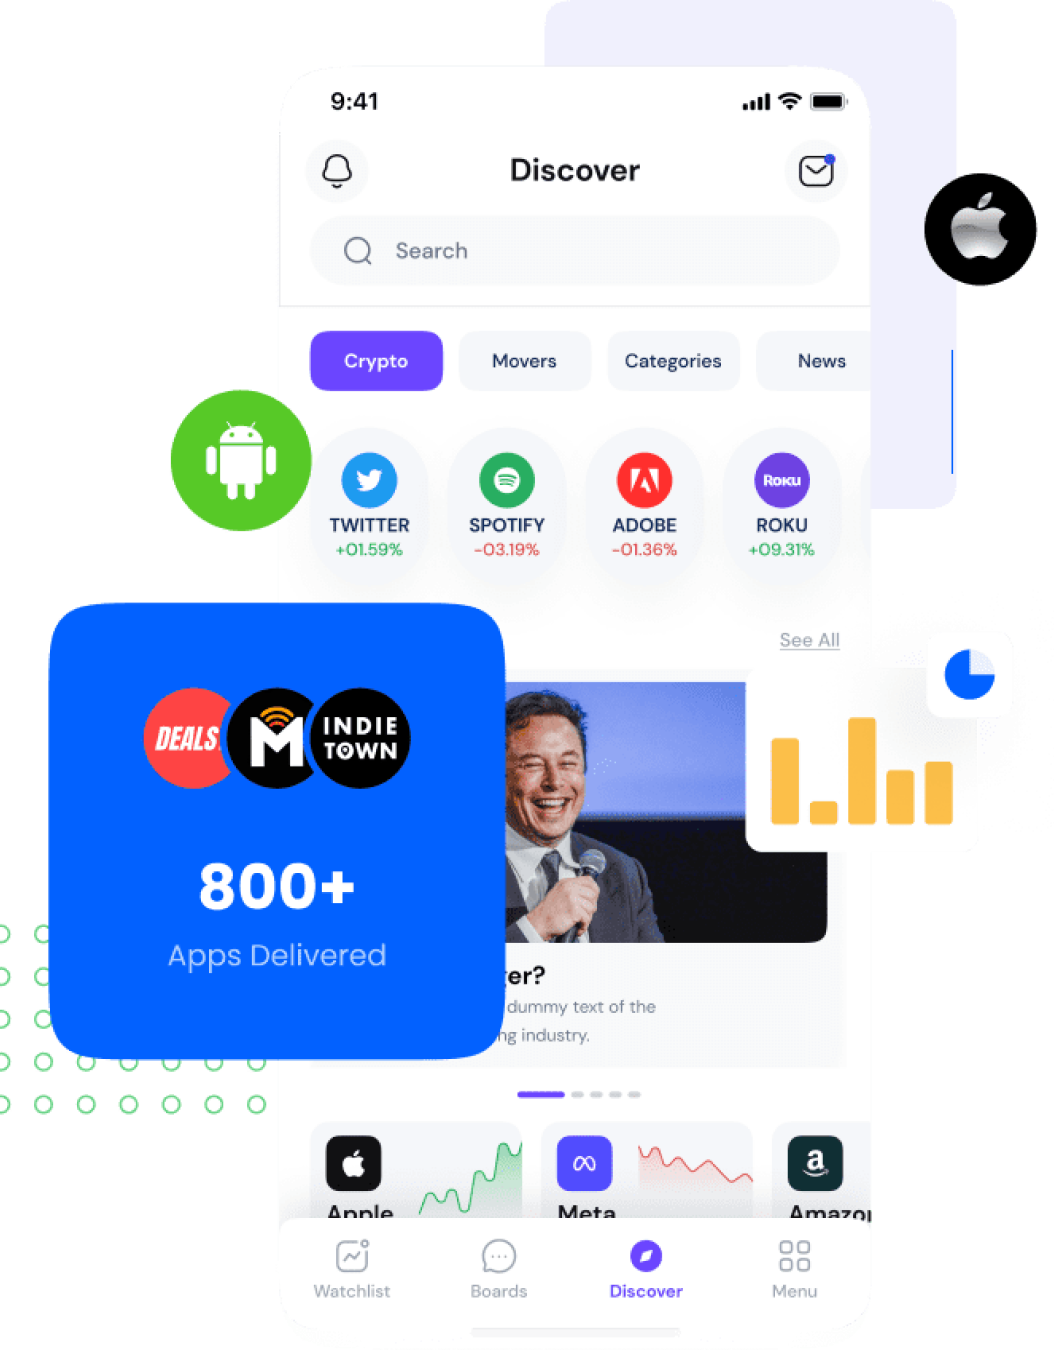 9:41
Discover
Search
Crypto
Movers
Categories
News
TWITTER
+01.59%
SPOTIFY
-03.19%
ADOBE
-01.36%
ROKU
ROKU
+09.31%
See All
DEALS
M
INDIE
TOWN
800+
Apps Delivered
ger?
dummy text of the
ng industry.
Apple
Meta
a
Amazon
Watchlist
Boards
Discover
Menu